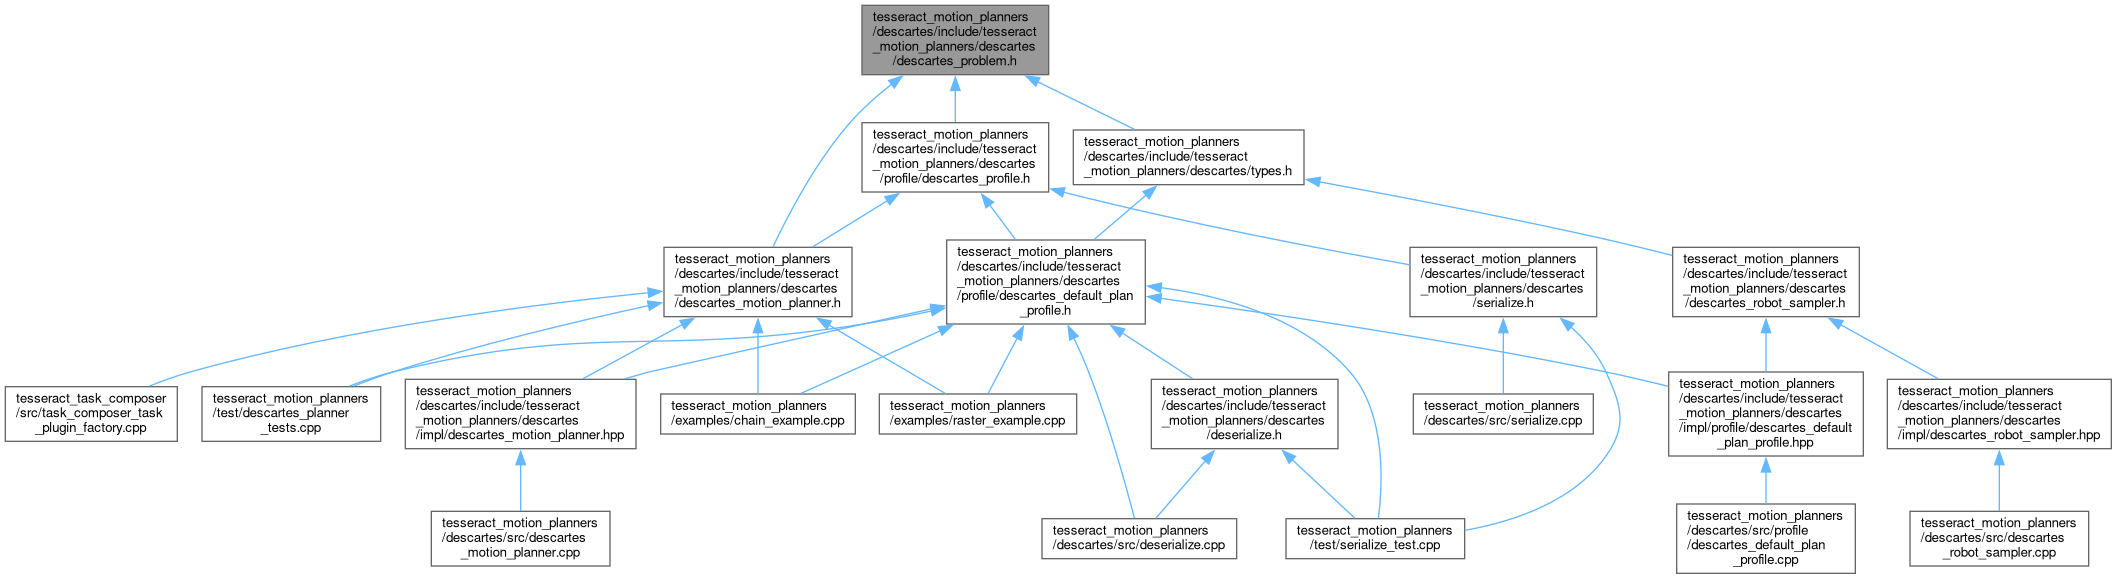 tesseract_motion_planners
/descartes/include/tesseract
_motion_planners/descartes
/descartes_problem.h
tesseract_motion_planners
/descartes/include/tesseract
_motion_planners/descartes
/profile/descartes_profile.h
tesseract_motion_planners
/descartes/include/tesseract
_motion_planners/descartes/types.h
tesseract_motion_planners
/descartes/include/tesseract
_motion_planners/descartes
/descartes_motion_planner.h
tesseract_motion_planners
/descartes/include/tesseract
_motion_planners/descartes
/profile/descartes_default_plan
_profile.h
tesseract_motion_planners
/descartes/include/tesseract
_motion_planners/descartes
/serialize.h
tesseract_motion_planners
/descartes/include/tesseract
_motion_planners/descartes
/descartes_robot_sampler.h
tesseract_task_composer
/src/task_composer_task
_plugin_factory.cpp
tesseract_motion_planners
/test/descartes_planner
_tests.cpp
tesseract_motion_planners
/descartes/include/tesseract
_motion_planners/descartes
/impl/descartes_motion_planner.hpp
tesseract_motion_planners
/examples/chain_example.cpp
tesseract_motion_planners
/examples/raster_example.cpp
tesseract_motion_planners
/descartes/include/tesseract
_motion_planners/descartes
/deserialize.h
tesseract_motion_planners
/descartes/src/serialize.cpp
tesseract_motion_planners
/descartes/include/tesseract
_motion_planners/descartes
/impl/profile/descartes_default
_plan_profile.hpp
tesseract_motion_planners
/descartes/include/tesseract
_motion_planners/descartes
/impl/descartes_robot_sampler.hpp
tesseract_motion_planners
/descartes/src/descartes
_motion_planner.cpp
tesseract_motion_planners
/descartes/src/deserialize.cpp
tesseract_motion_planners
/test/serialize_test.cpp
tesseract_motion_planners
/descartes/src/profile
/descartes_default_plan
_profile.cpp
tesseract_motion_planners
/descartes/src/descartes
_robot_sampler.cpp